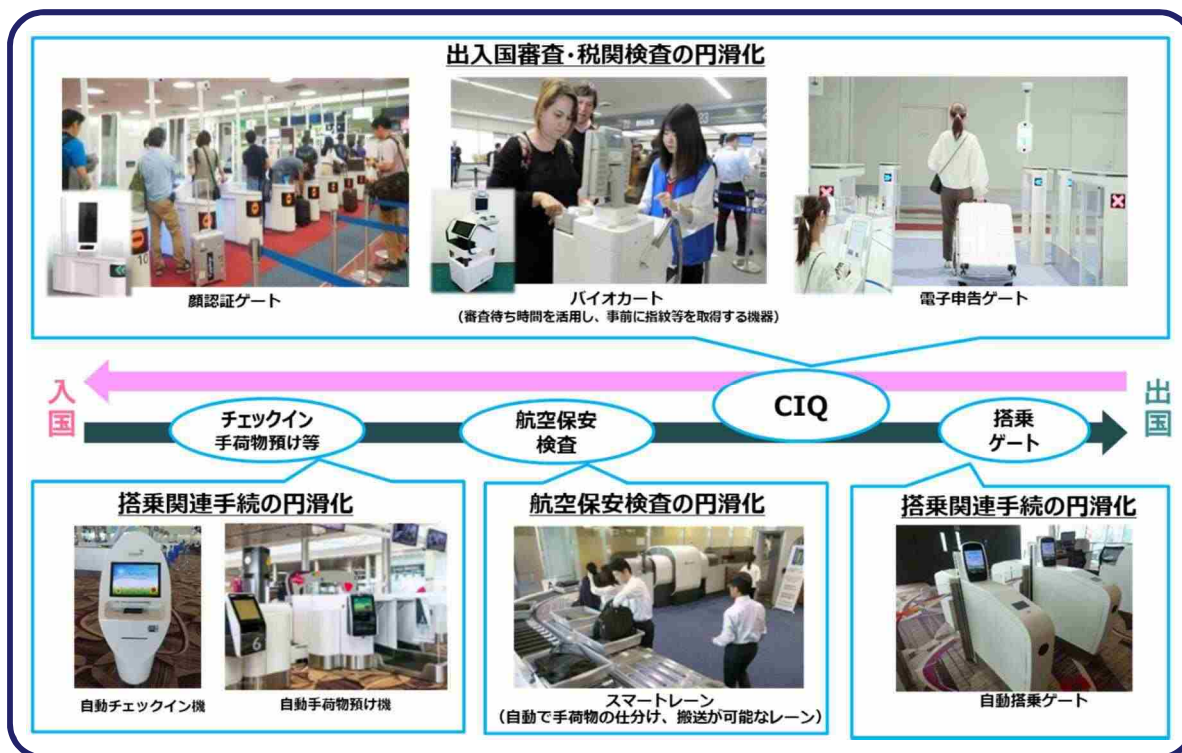 出入国審査・税関検査の円滑化
顔認証ゲート
バイオカート
（審査待ち時間を活用し、事前に指紋等を取得する機器）
電子申告ゲート
入国
出国
チェックイン
手荷物預け等
航空保安
検査
CIQ
搭乗
ゲート
搭乗関連手続の円滑化
自動チェックイン機
自動手荷物預け機
航空保安検査の円滑化
スマートレーン
（自動で手荷物の仕分け、搬送が可能なレーン）
搭乗関連手続の円滑化
自動搭乗ゲート